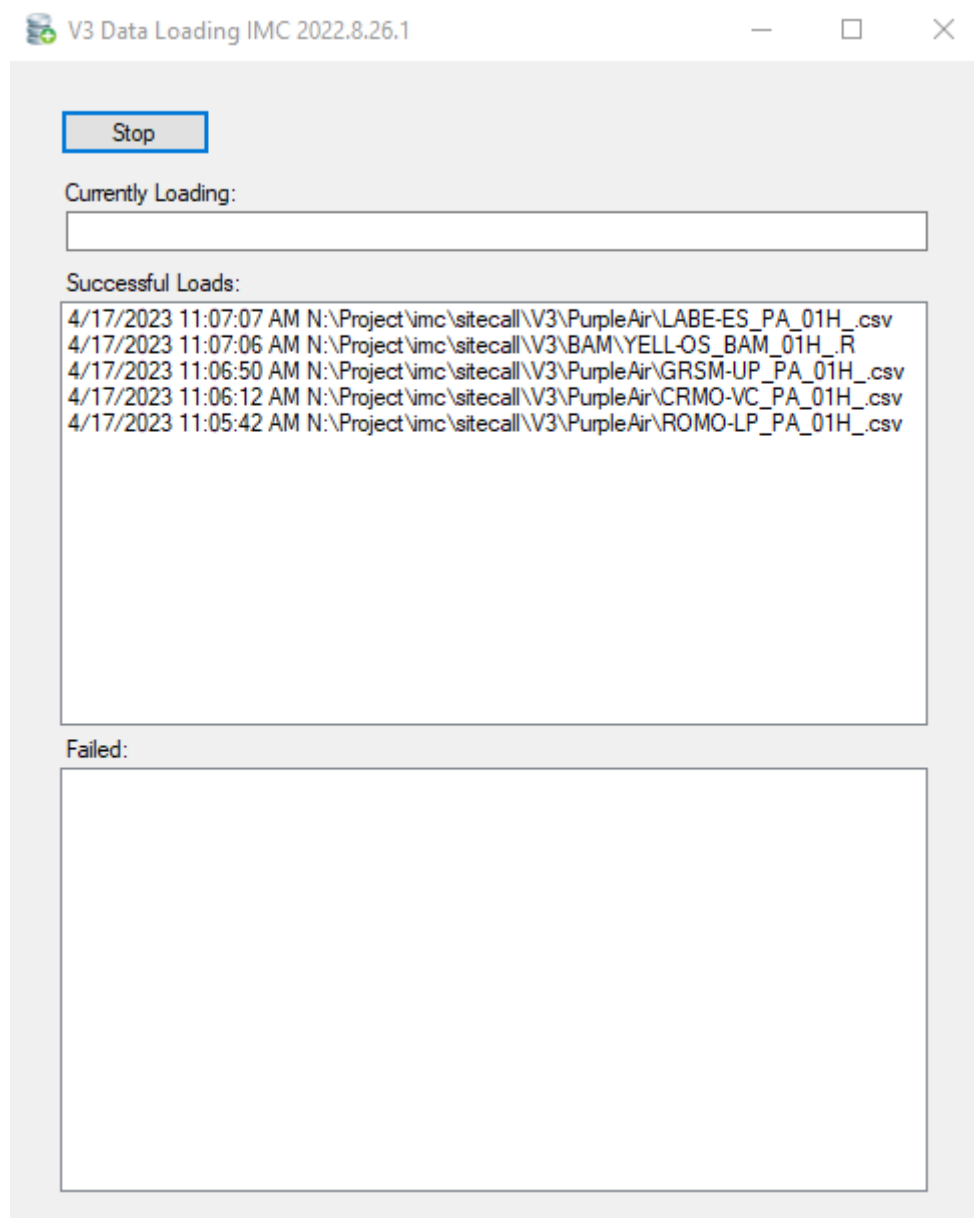 V3 Data Loading IMC 2022.8.26.1
Stop
Currently Loading:
Successful Loads:
4/17/2023 11:07:07 AM N:\Project\imc\sitecall\V3\PurpleAir\LABE-ES_PA_01H_.csv
4/17/2023 11:07:06 AM N:\Project\imc\sitecall\V3\BAM\YELL-OS_BAM_01H_.R
4/17/2023 11:06:50 AM N:\Project\imc\sitecall\V3\PurpleAir\GRSM-UP_PA_01H_.csv
4/17/2023 11:06:12 AM N:\Project\imc\sitecall\V3\PurpleAir\CRMO-VC_PA_01H_.csv
4/17/2023 11:05:42 AM N:\Project\imc\sitecall\V3\PurpleAir\ROMO-LP_PA_01H_.csv
Failed: